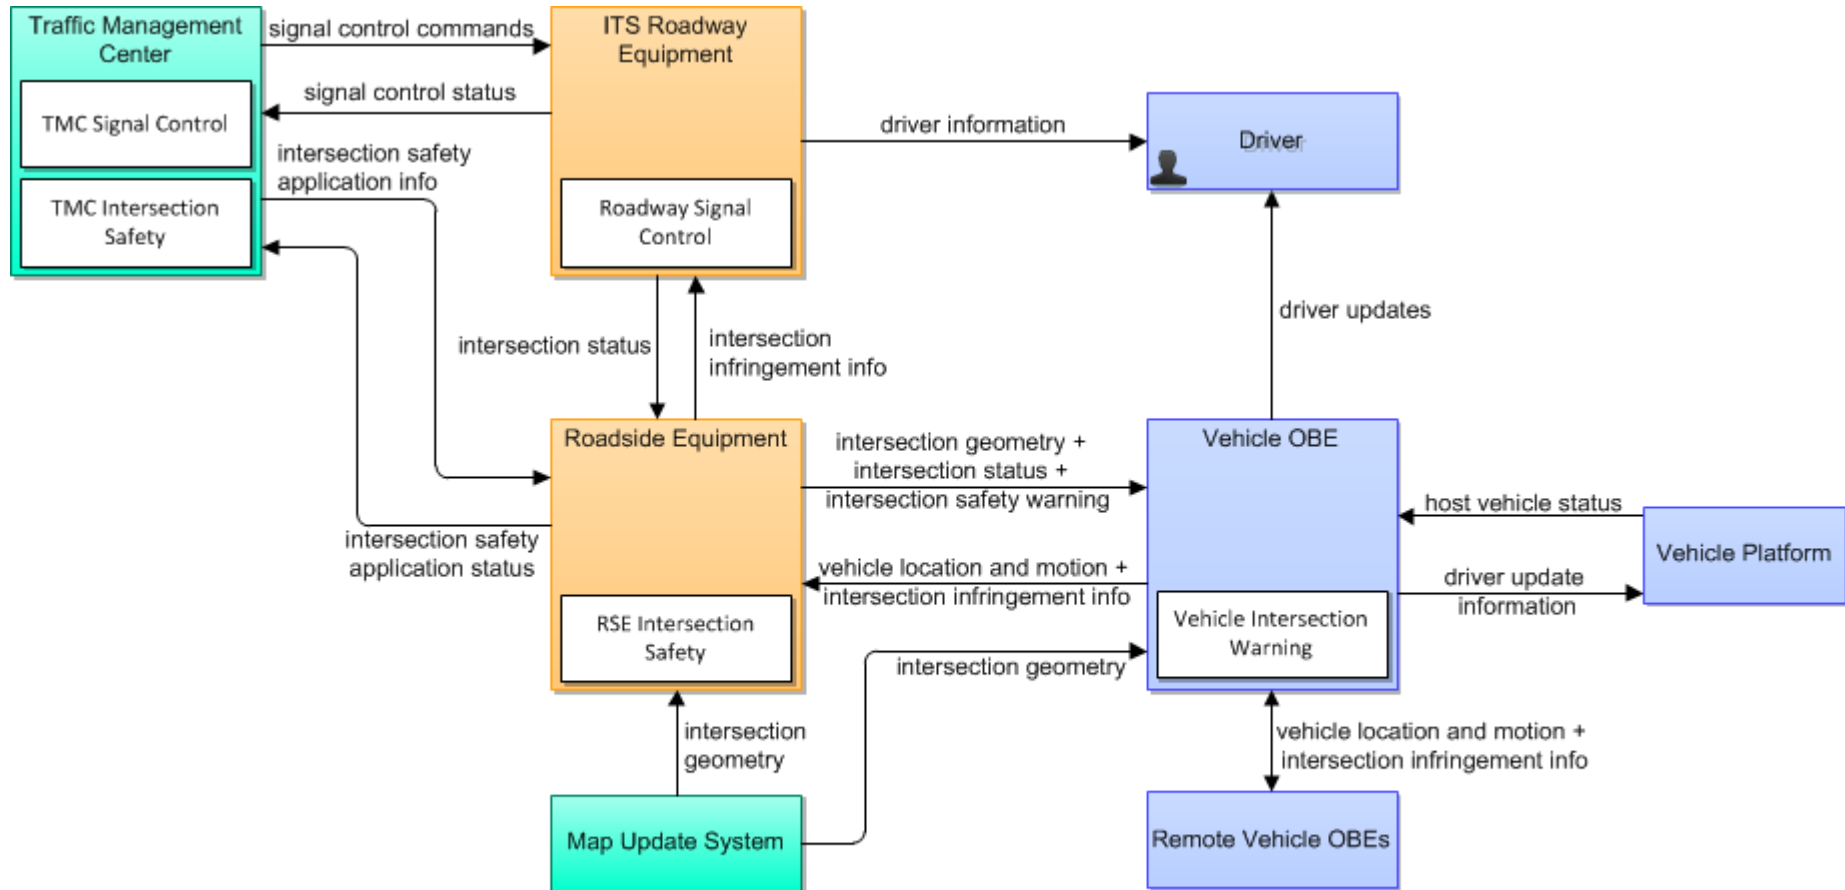 Traffic Management
Center
TMC Signal Control
TMC Intersection
Safety
signal control commands
signal control status
intersection safety
application info
ITS Roadway
Equipment
Roadway Signal
Control
driver information
Driver
intersection status
intersection
infringement info
driver updates
Roadside Equipment
RSE Intersection
Safety
intersection safety
application status
intersection geometry +
intersection status +
intersection safety warning
vehicle location and motion +
intersection infringement info
intersection geometry
Vehicle OBE
Vehicle Intersection
Warning
host vehicle status
Vehicle Platform
driver update
information
intersection
geometry
vehicle location and motion +
intersection infringement info
Map Update System
Remote Vehicle OBEs